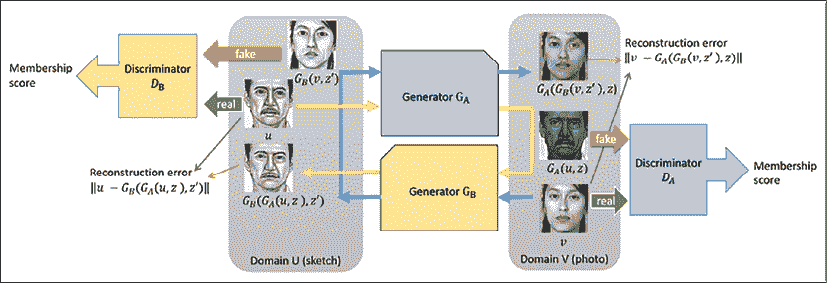 Membership
score
Discriminator
D_B
fake
G_B(v, z′)
real
u
Reconstruction error
‖u − G_B(G_A(u, z), z′)‖
G_B(G_A(u, z), z′)
Domain U (sketch)
Generator G_A
Generator G_B
G_A(G_B(v, z′), z)
Reconstruction error
‖v − G_A(G_B(v, z′), z)‖
fake
G_A(u, z)
real
v
Domain V (photo)
Discriminator
D_A
Membership
score